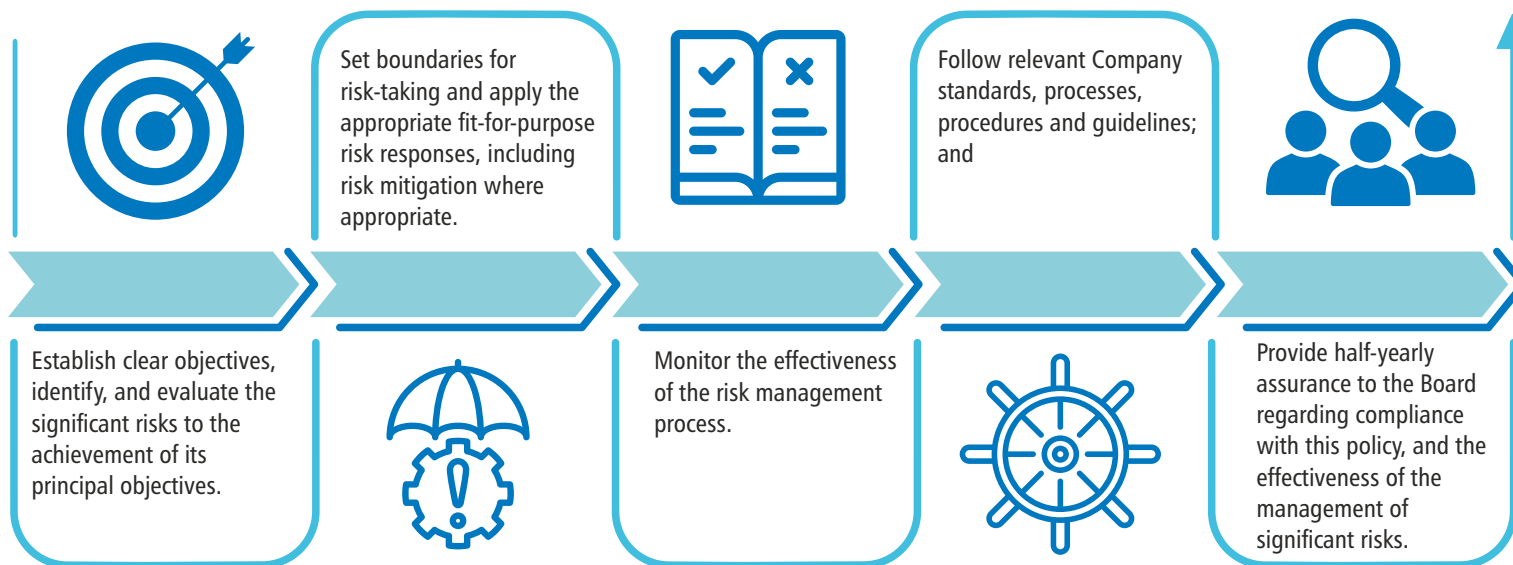 Establish clear objectives,
identify, and evaluate the
significant risks to the
achievement of its
principal objectives.
Set boundaries for
risk-taking and apply the
appropriate fit-for-purpose
risk responses, including
risk mitigation where
appropriate.
Monitor the effectiveness
of the risk management
process.
Follow relevant Company
standards, processes,
procedures and guidelines;
and
Provide half-yearly
assurance to the Board
regarding compliance
with this policy, and the
effectiveness of the
management of
significant risks.